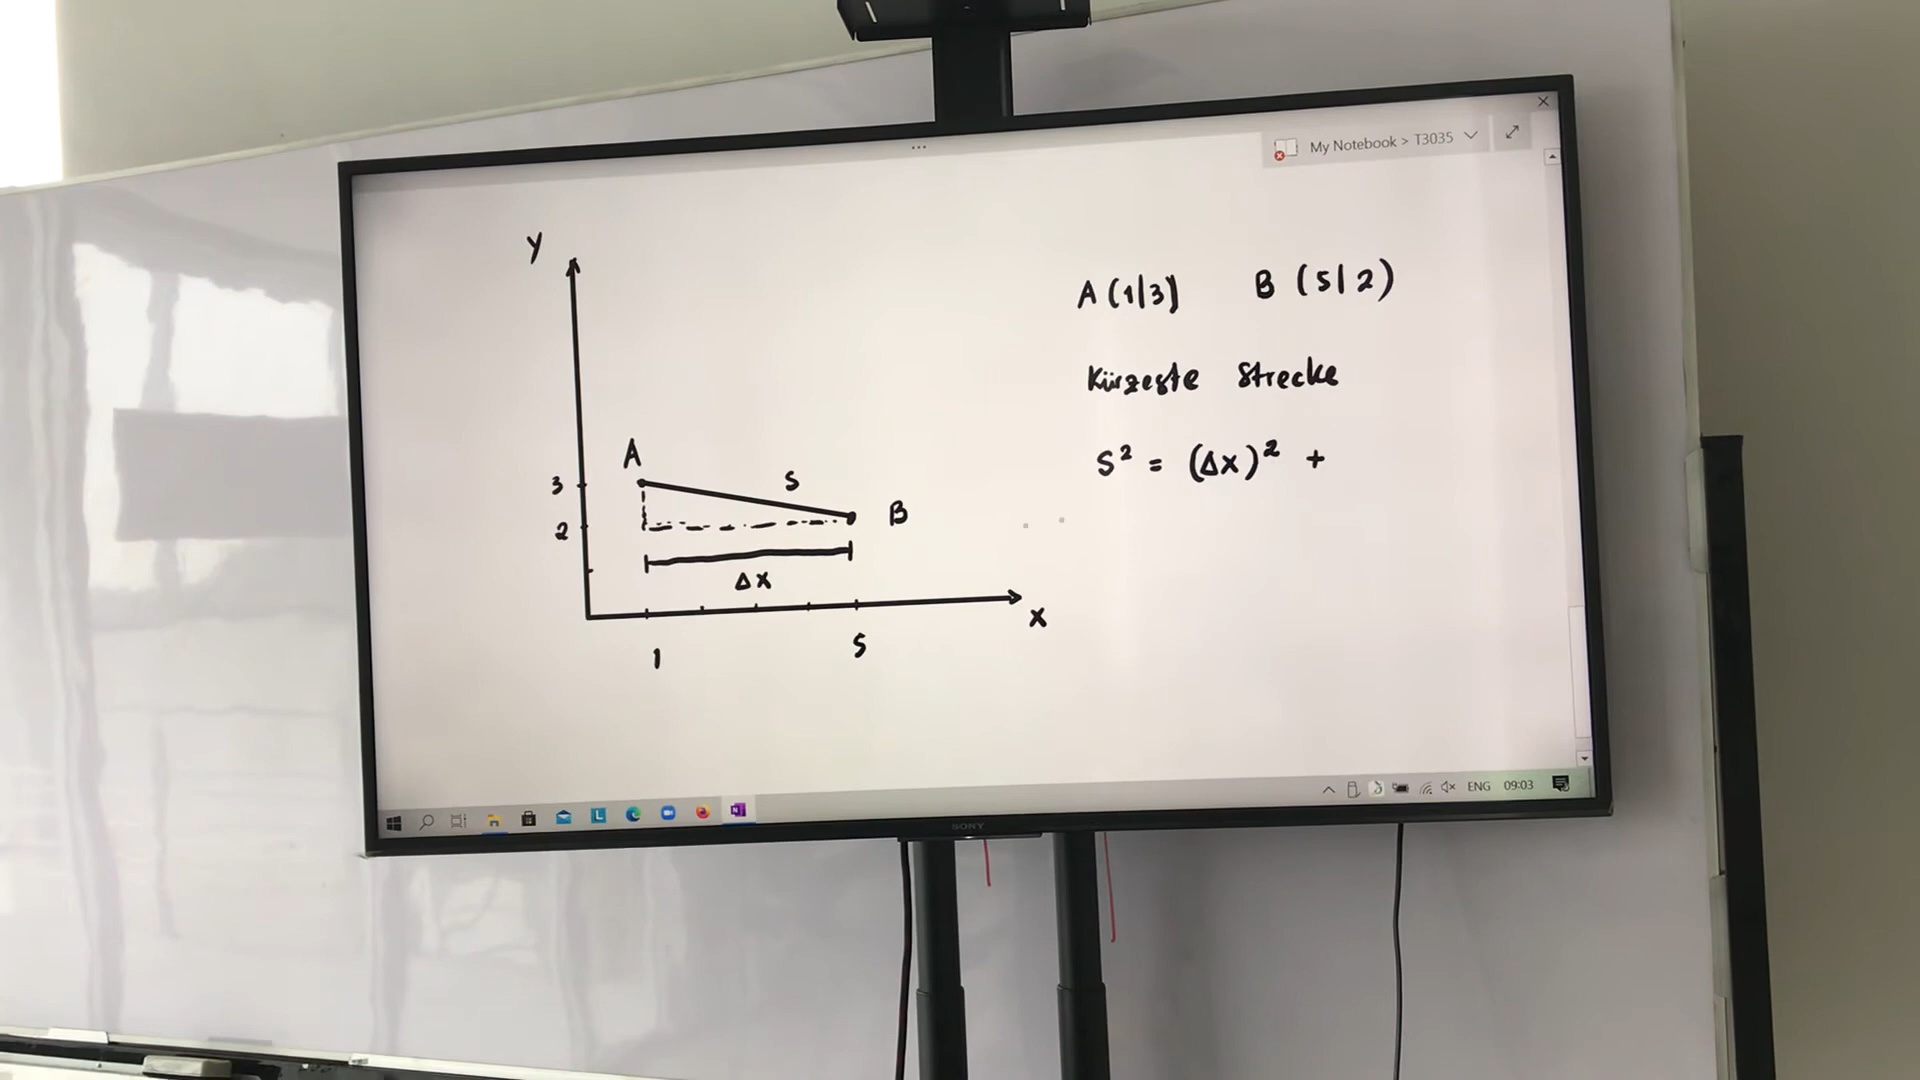 My Notebook > T3035
y
A (1|3) B (5|2)
Kürzeste Strecke
S² = (Δx)² +
A
S
3
B
2
Δx
x
1
5
ENG 09:03
SONY